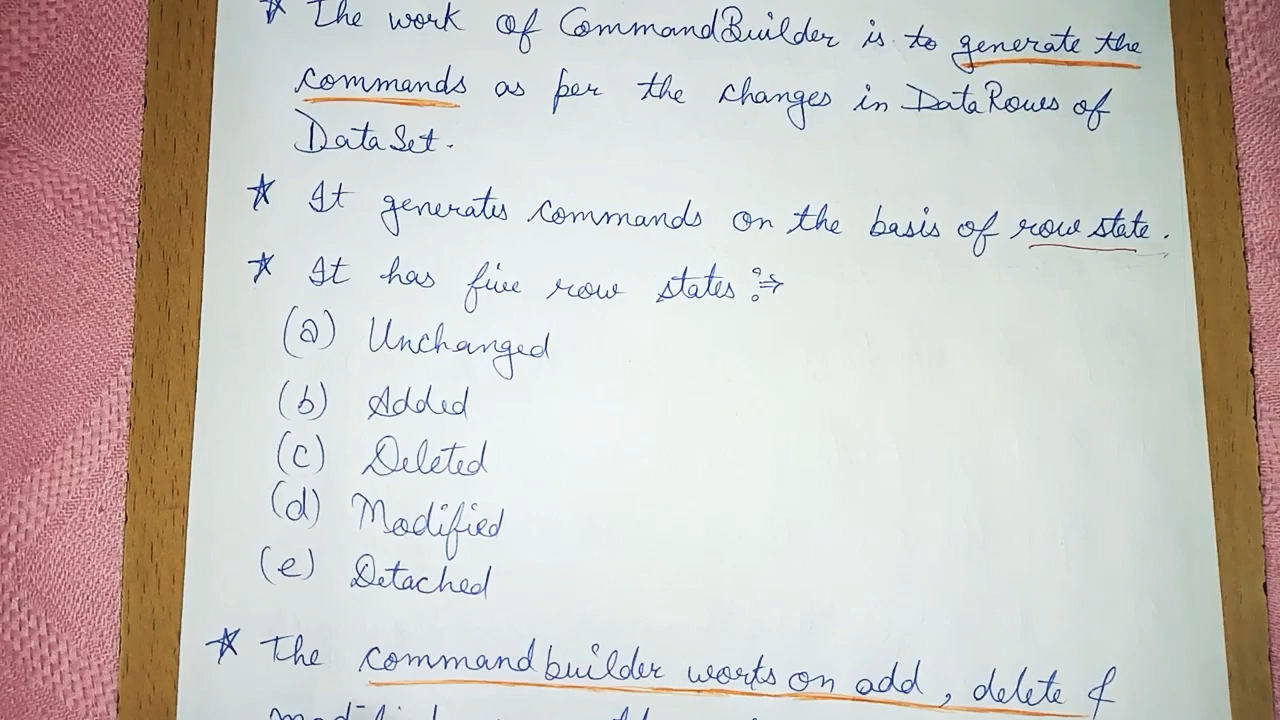 * The work of CommandBuilder is to generate the
commands as per the changes in DataRows of
DataSet.
* It generates commands on the basis of row state.
* It has five row states :⇒
(a) Unchanged
(b) Added
(c) Deleted
(d) Modified
(e) Detached
* The commandbuilder works on add, delete &